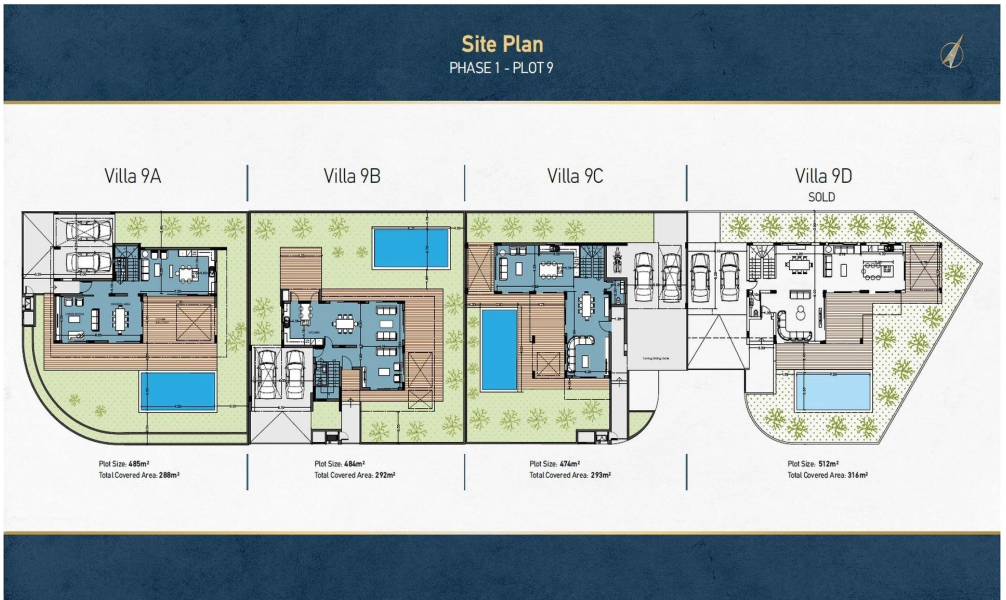 Site Plan
PHASE 1 - PLOT 9
Villa 9A
Villa 9B
Villa 9C
Villa 9D
SOLD
Plot Size: 485m²
Total Covered Area: 288m²
Plot Size: 484m²
Total Covered Area: 292m²
Plot Size: 474m²
Total Covered Area: 293m²
Plot Size: 512m²
Total Covered Area: 316m²